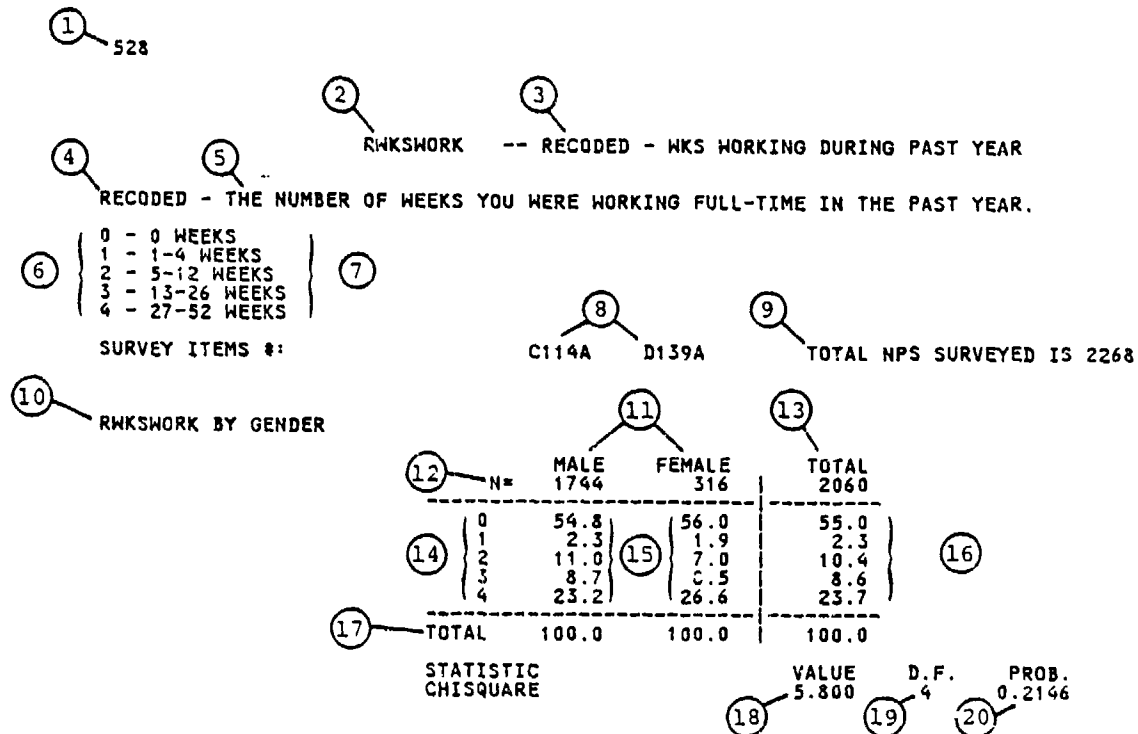 1
528
2 3
RWKSWORK -- RECODED - WKS WORKING DURING PAST YEAR
4 5
RECODED - THE NUMBER OF WEEKS YOU WERE WORKING FULL-TIME IN THE PAST YEAR.
0 - 0 WEEKS
1 - 1-4 WEEKS
6 2 - 5-12 WEEKS 7
3 - 13-26 WEEKS
4 - 27-52 WEEKS
8 9
SURVEY ITEMS #: C114A D139A TOTAL NPS SURVEYED IS 2268
10
RWKSWORK BY GENDER
11 13
MALE FEMALE TOTAL
12 N= 1744 316 2060
0 54.8 56.0 55.0
1 2.3 1.9 2.3
14 2 11.0 15 7.0 10.4 16
3 8.7 8.6
4 23.2 26.6 23.7
17 TOTAL 100.0 100.0 100.0
STATISTIC VALUE D.F. PROB.
CHISQUARE 5.800 4 0.2146
18 19 20